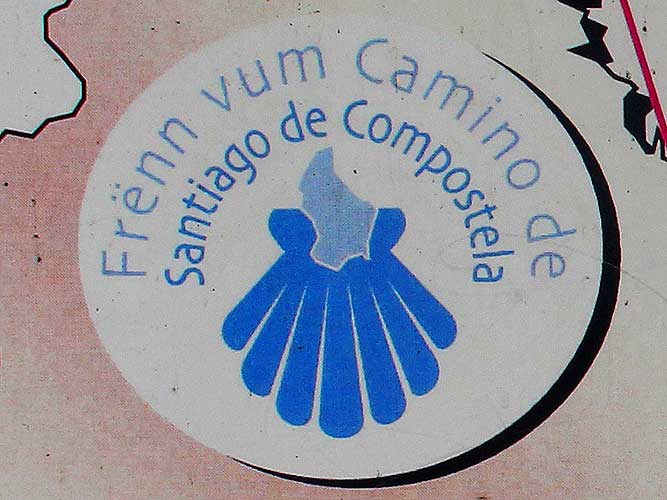 Frënn vum Camino de
Santiago de Compostela